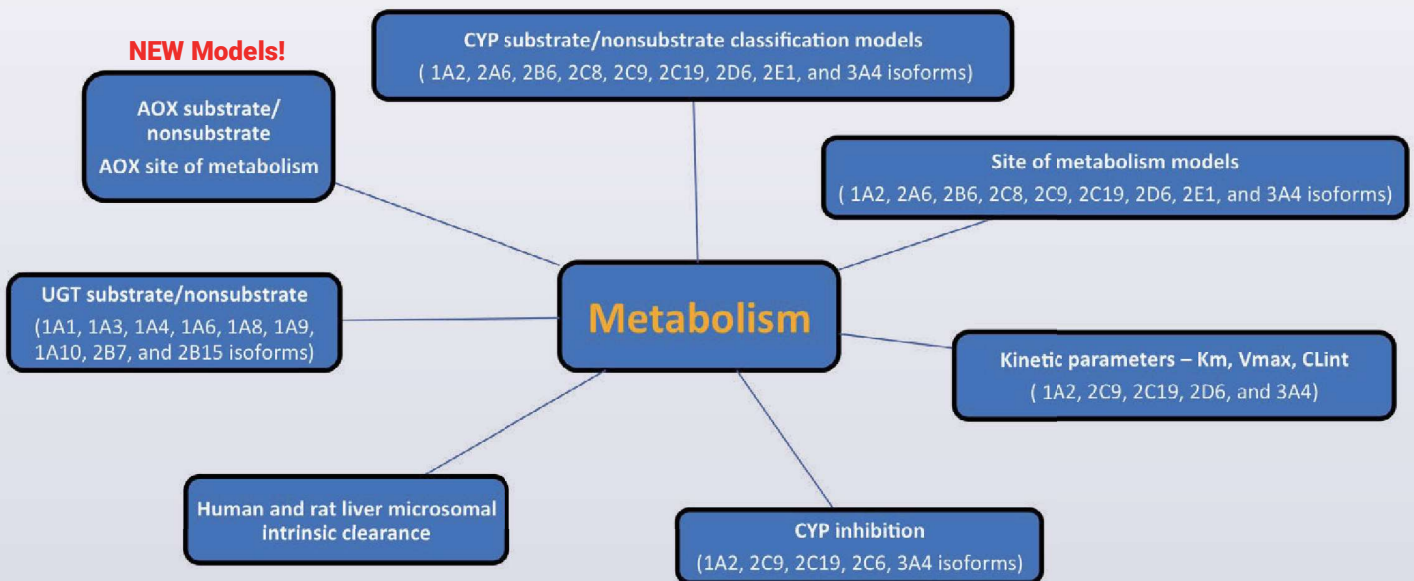 NEW Models!
AOX substrate/
nonsubstrate
AOX site of metabolism
CYP substrate/nonsubstrate classification models
( 1A2, 2A6, 2B6, 2C8, 2C9, 2C19, 2D6, 2E1, and 3A4 isoforms)
Site of metabolism models
( 1A2, 2A6, 2B6, 2C8, 2C9, 2C19, 2D6, 2E1, and 3A4 isoforms)
UGT substrate/nonsubstrate
(1A1, 1A3, 1A4, 1A6, 1A8, 1A9,
1A10, 2B7, and 2B15 isoforms)
Metabolism
Kinetic parameters – Km, Vmax, CLint
( 1A2, 2C9, 2C19, 2D6, and 3A4)
Human and rat liver microsomal
intrinsic clearance
CYP inhibition
(1A2, 2C9, 2C19, 2C6, 3A4 isoforms)